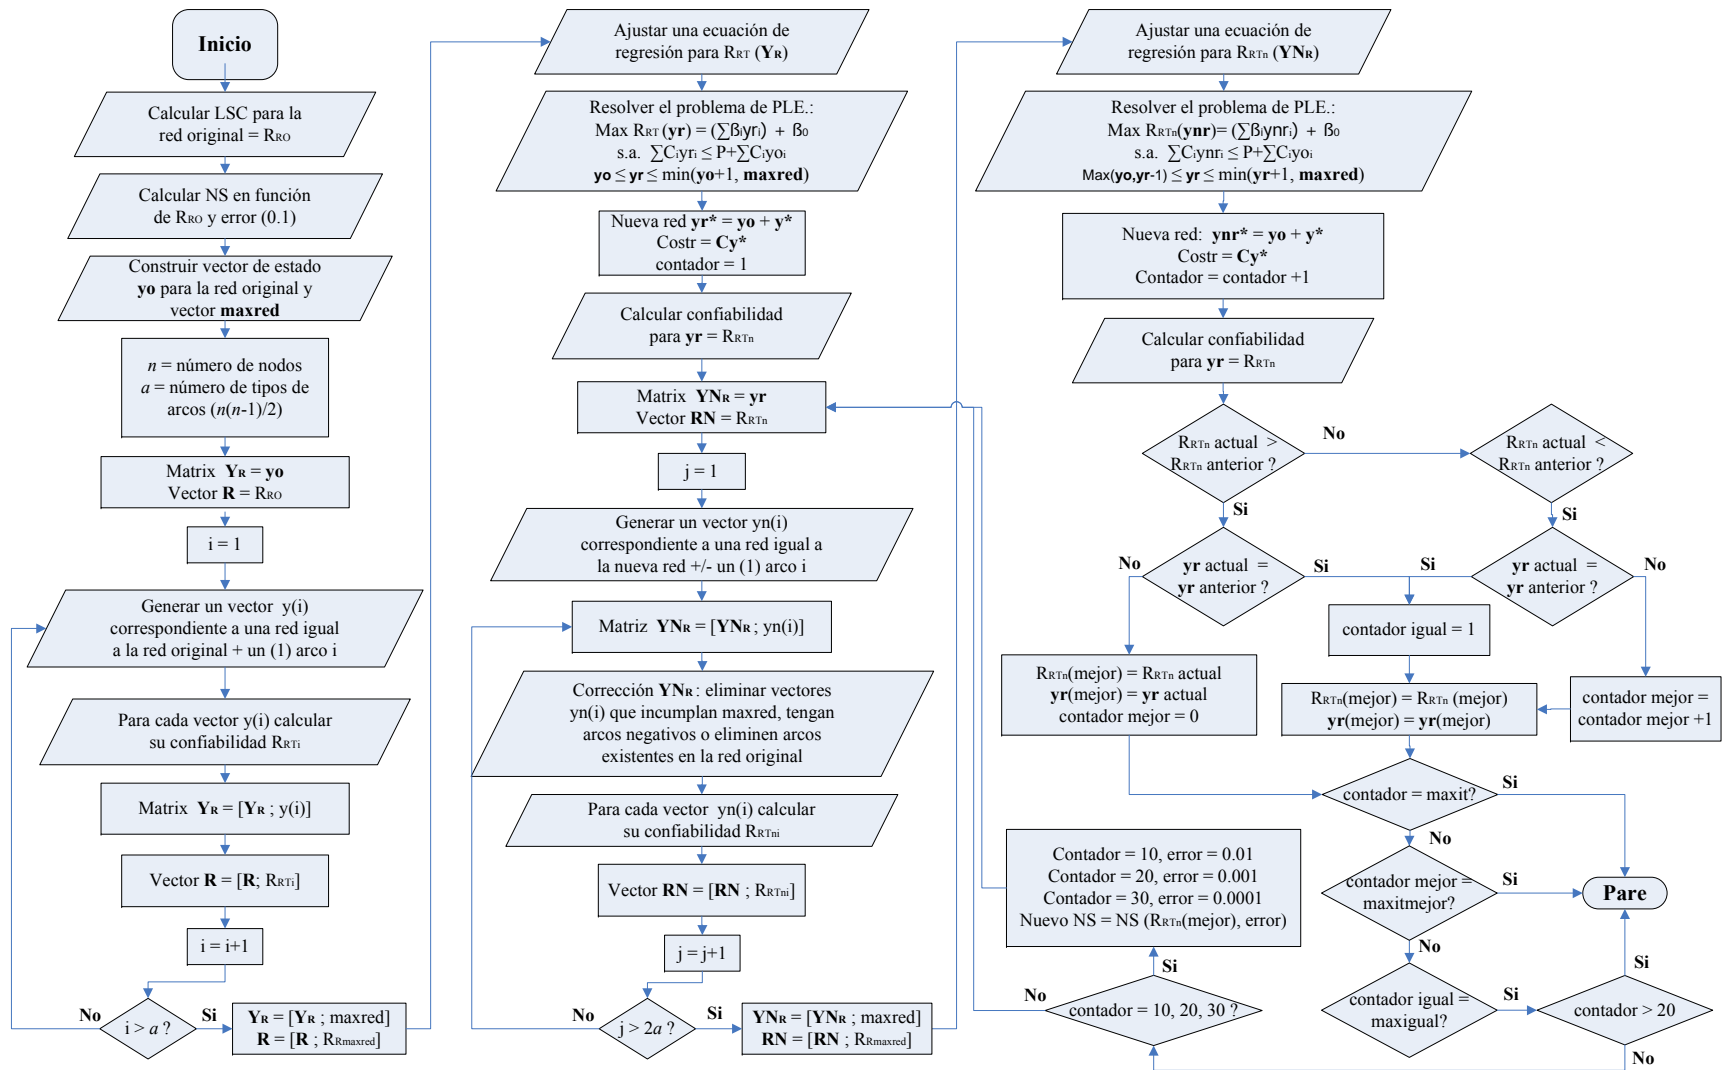 Inicio
Calcular LSC para la
red original = RRO
Calcular NS en función
de RRO y error (0.1)
Construir vector de estado
yo para la red original y
vector maxred
n = número de nodos
a = número de tipos de
arcos (n(n-1)/2)
Matrix YR = yo
Vector R = RRO
i = 1
Generar un vector y(i)
correspondiente a una red igual
a la red original + un (1) arco i
Para cada vector y(i) calcular
su confiabilidad RRTi
Matrix YR = [YR ; y(i)]
Vector R = [R; RRTi]
i = i+1
No
i > a ?
Si
YR = [YR ; maxred]
R = [R ; RRmaxred]
Ajustar una ecuación de
regresión para RRT (YR)
Resolver el problema de PLE.:
Max RRT (yr) = (∑ßiyri) + ß0
s.a. ∑Ciyri ≤ P+∑Ciyoi
yo ≤ yr ≤ min(yo+1, maxred)
Nueva red yr* = yo + y*
Costr = Cy*
contador = 1
Calcular confiabilidad
para yr = RRTn
Matrix YNR = yr
Vector RN = RRTn
j = 1
Generar un vector yn(i)
correspondiente a una red igual a
la nueva red +/- un (1) arco i
Matriz YNR = [YNR ; yn(i)]
Corrección YNR : eliminar vectores
yn(i) que incumplan maxred, tengan
arcos negativos o eliminen arcos
existentes en la red original
Para cada vector yn(i) calcular
su confiabilidad RRTni
Vector RN = [RN ; RRTni]
j = j+1
No
j > 2a ?
Si
YNR = [YNR ; maxred]
RN = [RN ; RRmaxred]
Ajustar una ecuación de
regresión para RRTn (YNR)
Resolver el problema de PLE.:
Max RRTn(ynr)= (∑ßiynri) + ß0
s.a. ∑Ciynri ≤ P+∑Ciyoi
Max(yo,yr-1) ≤ yr ≤ min(yr+1, maxred)
Nueva red: ynr* = yo + y*
Costr = Cy*
Contador = contador +1
Calcular confiabilidad
para yr = RRTn
RRTn actual >
RRTn anterior ?
No
RRTn actual <
RRTn anterior ?
Si
Si
No
yr actual =
yr anterior ?
Si
Si
yr actual =
yr anterior ?
No
contador igual = 1
RRTn(mejor) = RRTn actual
yr(mejor) = yr actual
contador mejor = 0
RRTn(mejor) = RRTn (mejor)
yr(mejor) = yr(mejor)
contador mejor =
contador mejor +1
contador = maxit?
Si
No
contador mejor =
maxitmejor?
Si
Pare
No
contador igual =
maxigual?
Si
contador > 20
Si
No
Contador = 10, error = 0.01
Contador = 20, error = 0.001
Contador = 30, error = 0.0001
Nuevo NS = NS (RRTn(mejor), error)
Si
No
contador = 10, 20, 30 ?